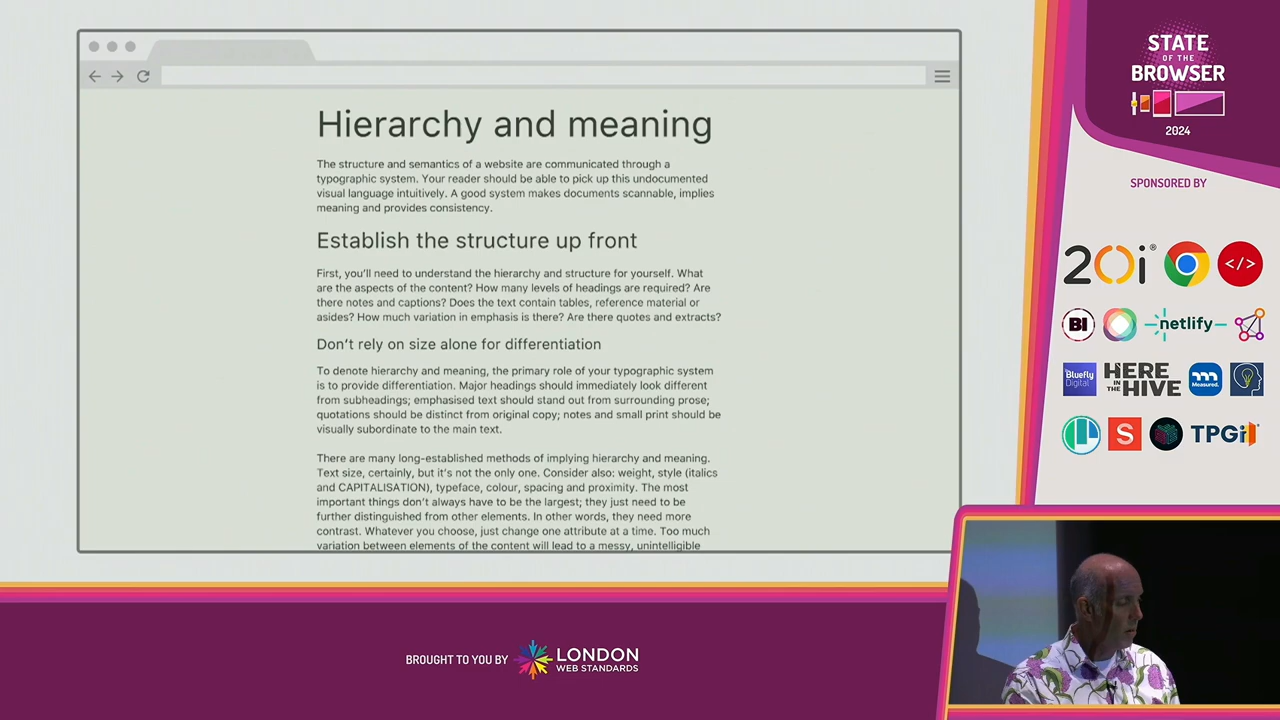 Hierarchy and meaning
The structure and semantics of a website are communicated through a
typographic system. Your reader should be able to pick up this undocumented
visual language intuitively. A good system makes documents scannable, implies
meaning and provides consistency.
Establish the structure up front
First, you’ll need to understand the hierarchy and structure for yourself. What
are the aspects of the content? How many levels of headings are required? Are
there notes and captions? Does the text contain tables, reference material or
asides? How much variation in emphasis is there? Are there quotes and extracts?
Don’t rely on size alone for differentiation
To denote hierarchy and meaning, the primary role of your typographic system
is to provide differentiation. Major headings should immediately look different
from subheadings; emphasised text should stand out from surrounding prose;
quotations should be distinct from original copy; notes and small print should be
visually subordinate to the main text.
There are many long-established methods of implying hierarchy and meaning.
Text size, certainly, but it’s not the only one. Consider also: weight, style (italics
and CAPITALISATION), typeface, colour, spacing and proximity. The most
important things don’t always have to be the largest; they just need to be
further distinguished from other elements. In other words, they need more
contrast. Whatever you choose, just change one attribute at a time. Too much
variation between elements of the content will lead to a messy, unintelligible
STATE
OF THE
BROWSER
2024
SPONSORED BY
20i®
</>
BI
netlify
Bluefly
Digital
HERE
IN THE
HIVE
Measured.
S
TPGi
BROUGHT TO YOU BY
LONDON
WEB STANDARDS